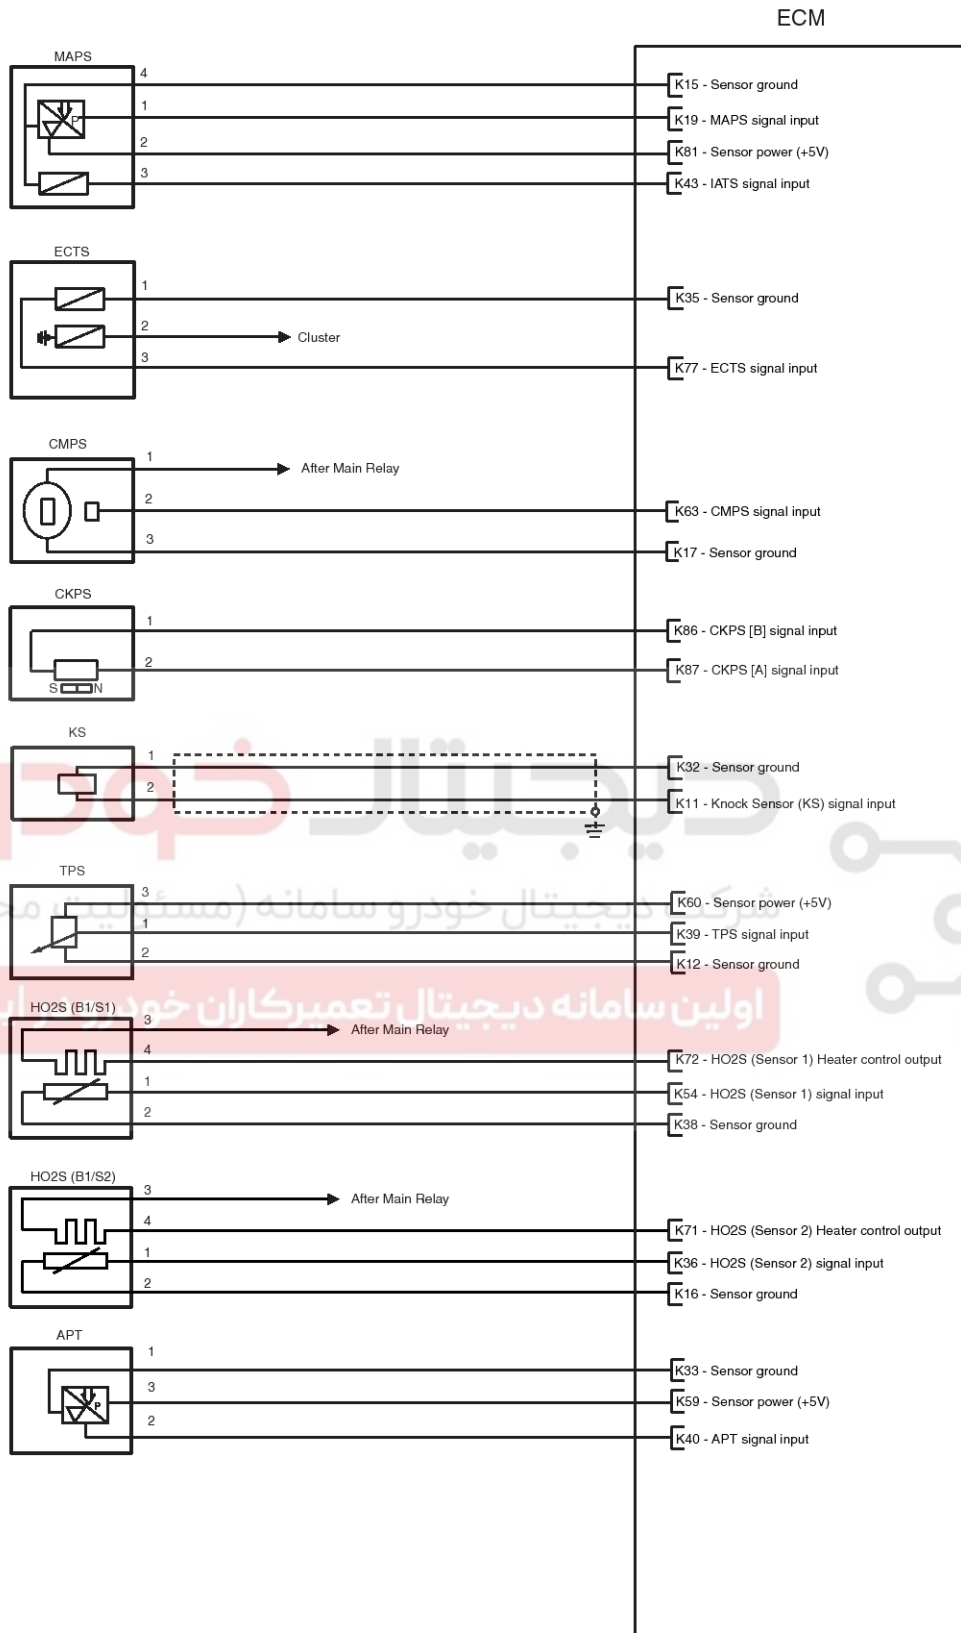 ECM
MAPS
4
K15 - Sensor ground
1
K19 - MAPS signal input
P
2
K81 - Sensor power (+5V)
3
K43 - IATS signal input
ECTS
1
K35 - Sensor ground
2
Cluster
3
K77 - ECTS signal input
CMPS
1
After Main Relay
2
K63 - CMPS signal input
3
K17 - Sensor ground
CKPS
1
K86 - CKPS [B] signal input
2
K87 - CKPS [A] signal input
S N
KS
1
K32 - Sensor ground
2
K11 - Knock Sensor (KS) signal input
دیجیتال خودر
TPS
3
K60 - Sensor power (+5V)
شرکت دیجیتال خودرو سامانه (مسئولیت
1
K39 - TPS signal input
2
K12 - Sensor ground
اولین سامانه دیجیتال تعمیرکاران خودرو در
HO2S (B1/S1)
3
After Main Relay
4
K72 - HO2S (Sensor 1) Heater control output
1
K54 - HO2S (Sensor 1) signal input
2
K38 - Sensor ground
HO2S (B1/S2)
3
After Main Relay
4
K71 - HO2S (Sensor 2) Heater control output
1
K36 - HO2S (Sensor 2) signal input
2
K16 - Sensor ground
APT
1
K33 - Sensor ground
3
K59 - Sensor power (+5V)
P
2
K40 - APT signal input